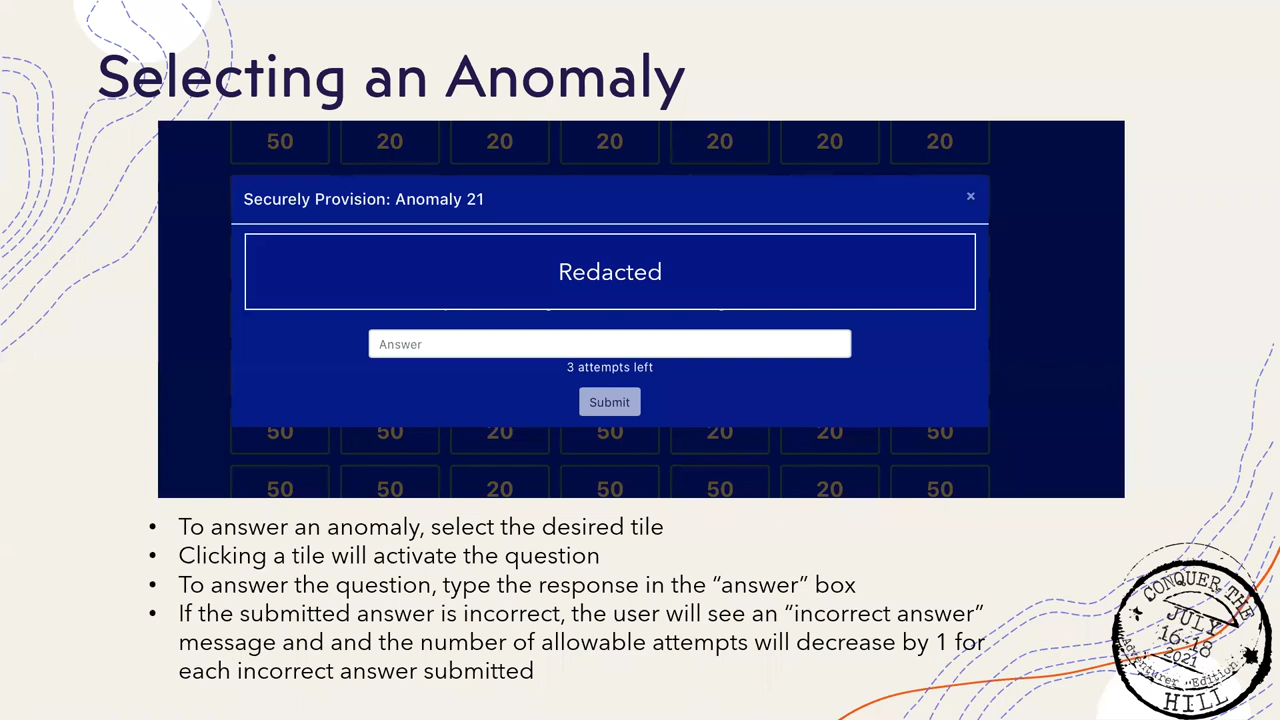 Selecting an Anomaly
50 20 20 20 20 20 20
Securely Provision: Anomaly 21 ×
Redacted
Answer
3 attempts left
Submit
50 50 20 50 20 20 50
50 50 20 50 50 20 50
• To answer an anomaly, select the desired tile
• Clicking a tile will activate the question
• To answer the question, type the response in the “answer” box
• If the submitted answer is incorrect, the user will see an “incorrect answer”
message and and the number of allowable attempts will decrease by 1 for
each incorrect answer submitted
CONQUER THE
JULY
16-18
2021
Adventurer "Edition"
HILL